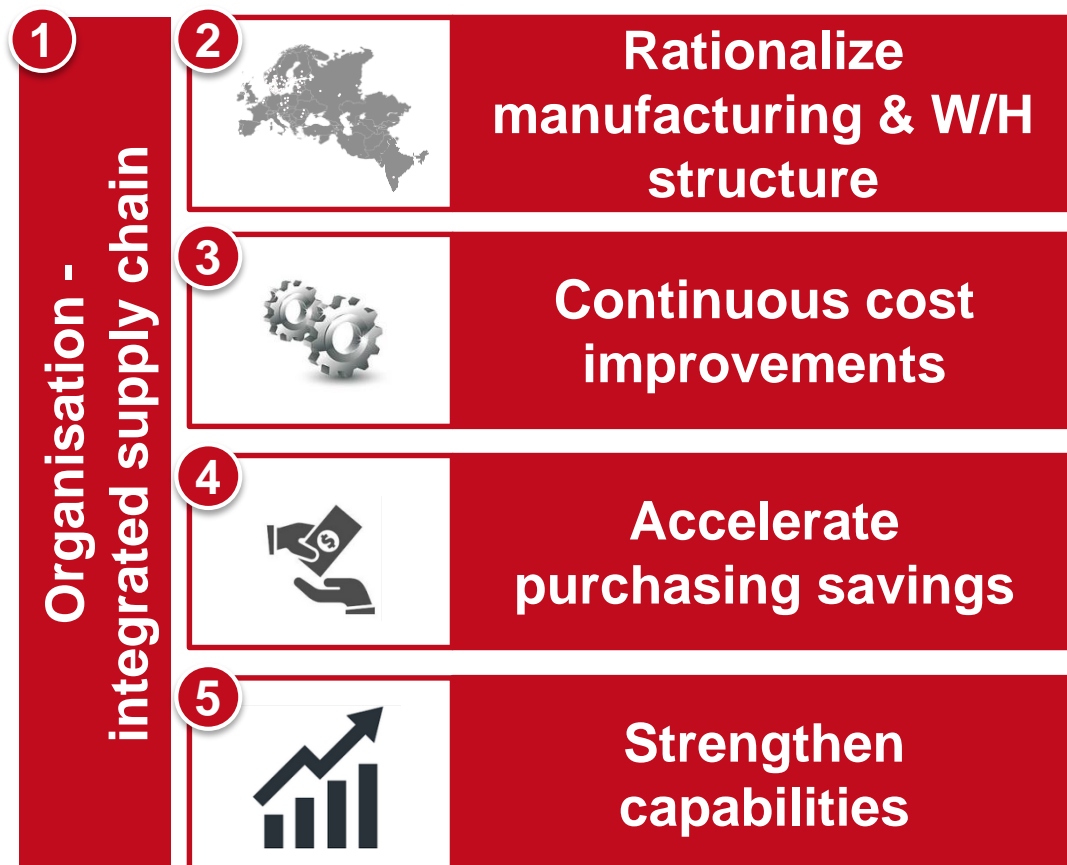 1
Organisation -
integrated supply chain
2
Rationalize
manufacturing & W/H
structure
3
Continuous cost
improvements
4
Accelerate
purchasing savings
$
5
Strengthen
capabilities